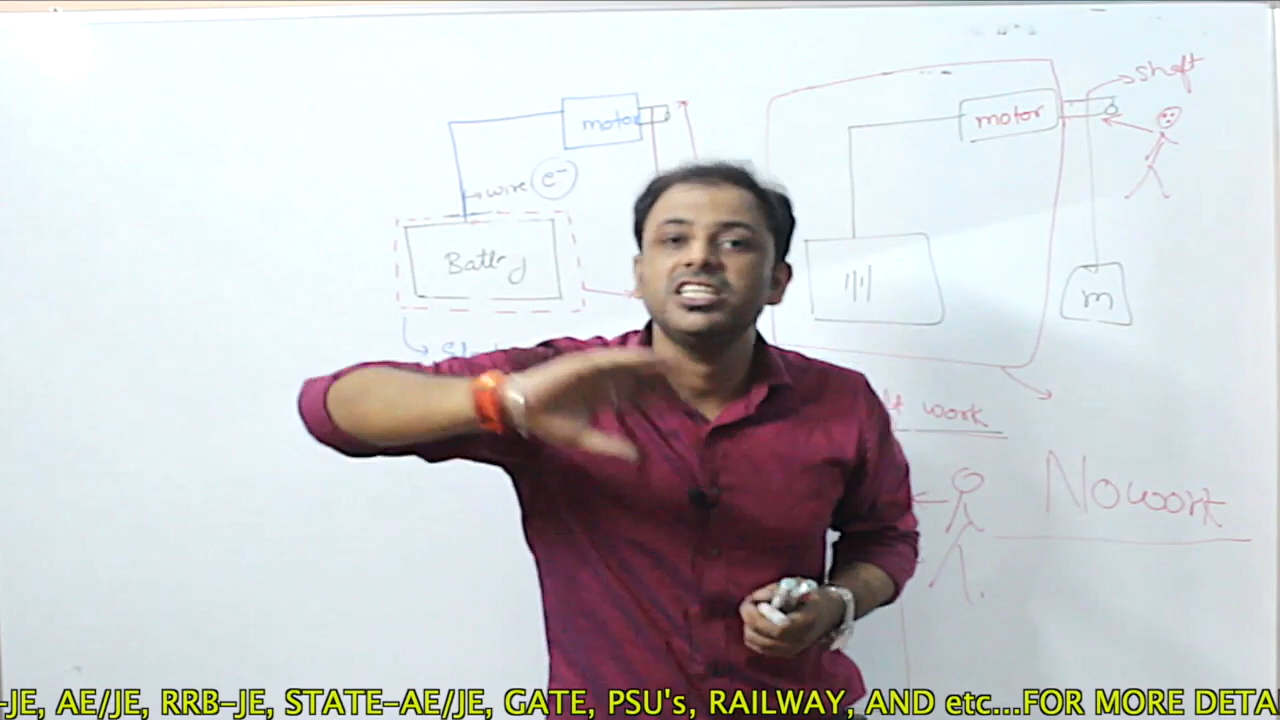 motor
wire e-
Battery
shaft
motor
m
work
No work
-JE, AE/JE, RRB-JE, STATE-AE/JE, GATE, PSU's, RAILWAY, AND etc...FOR MORE DETA